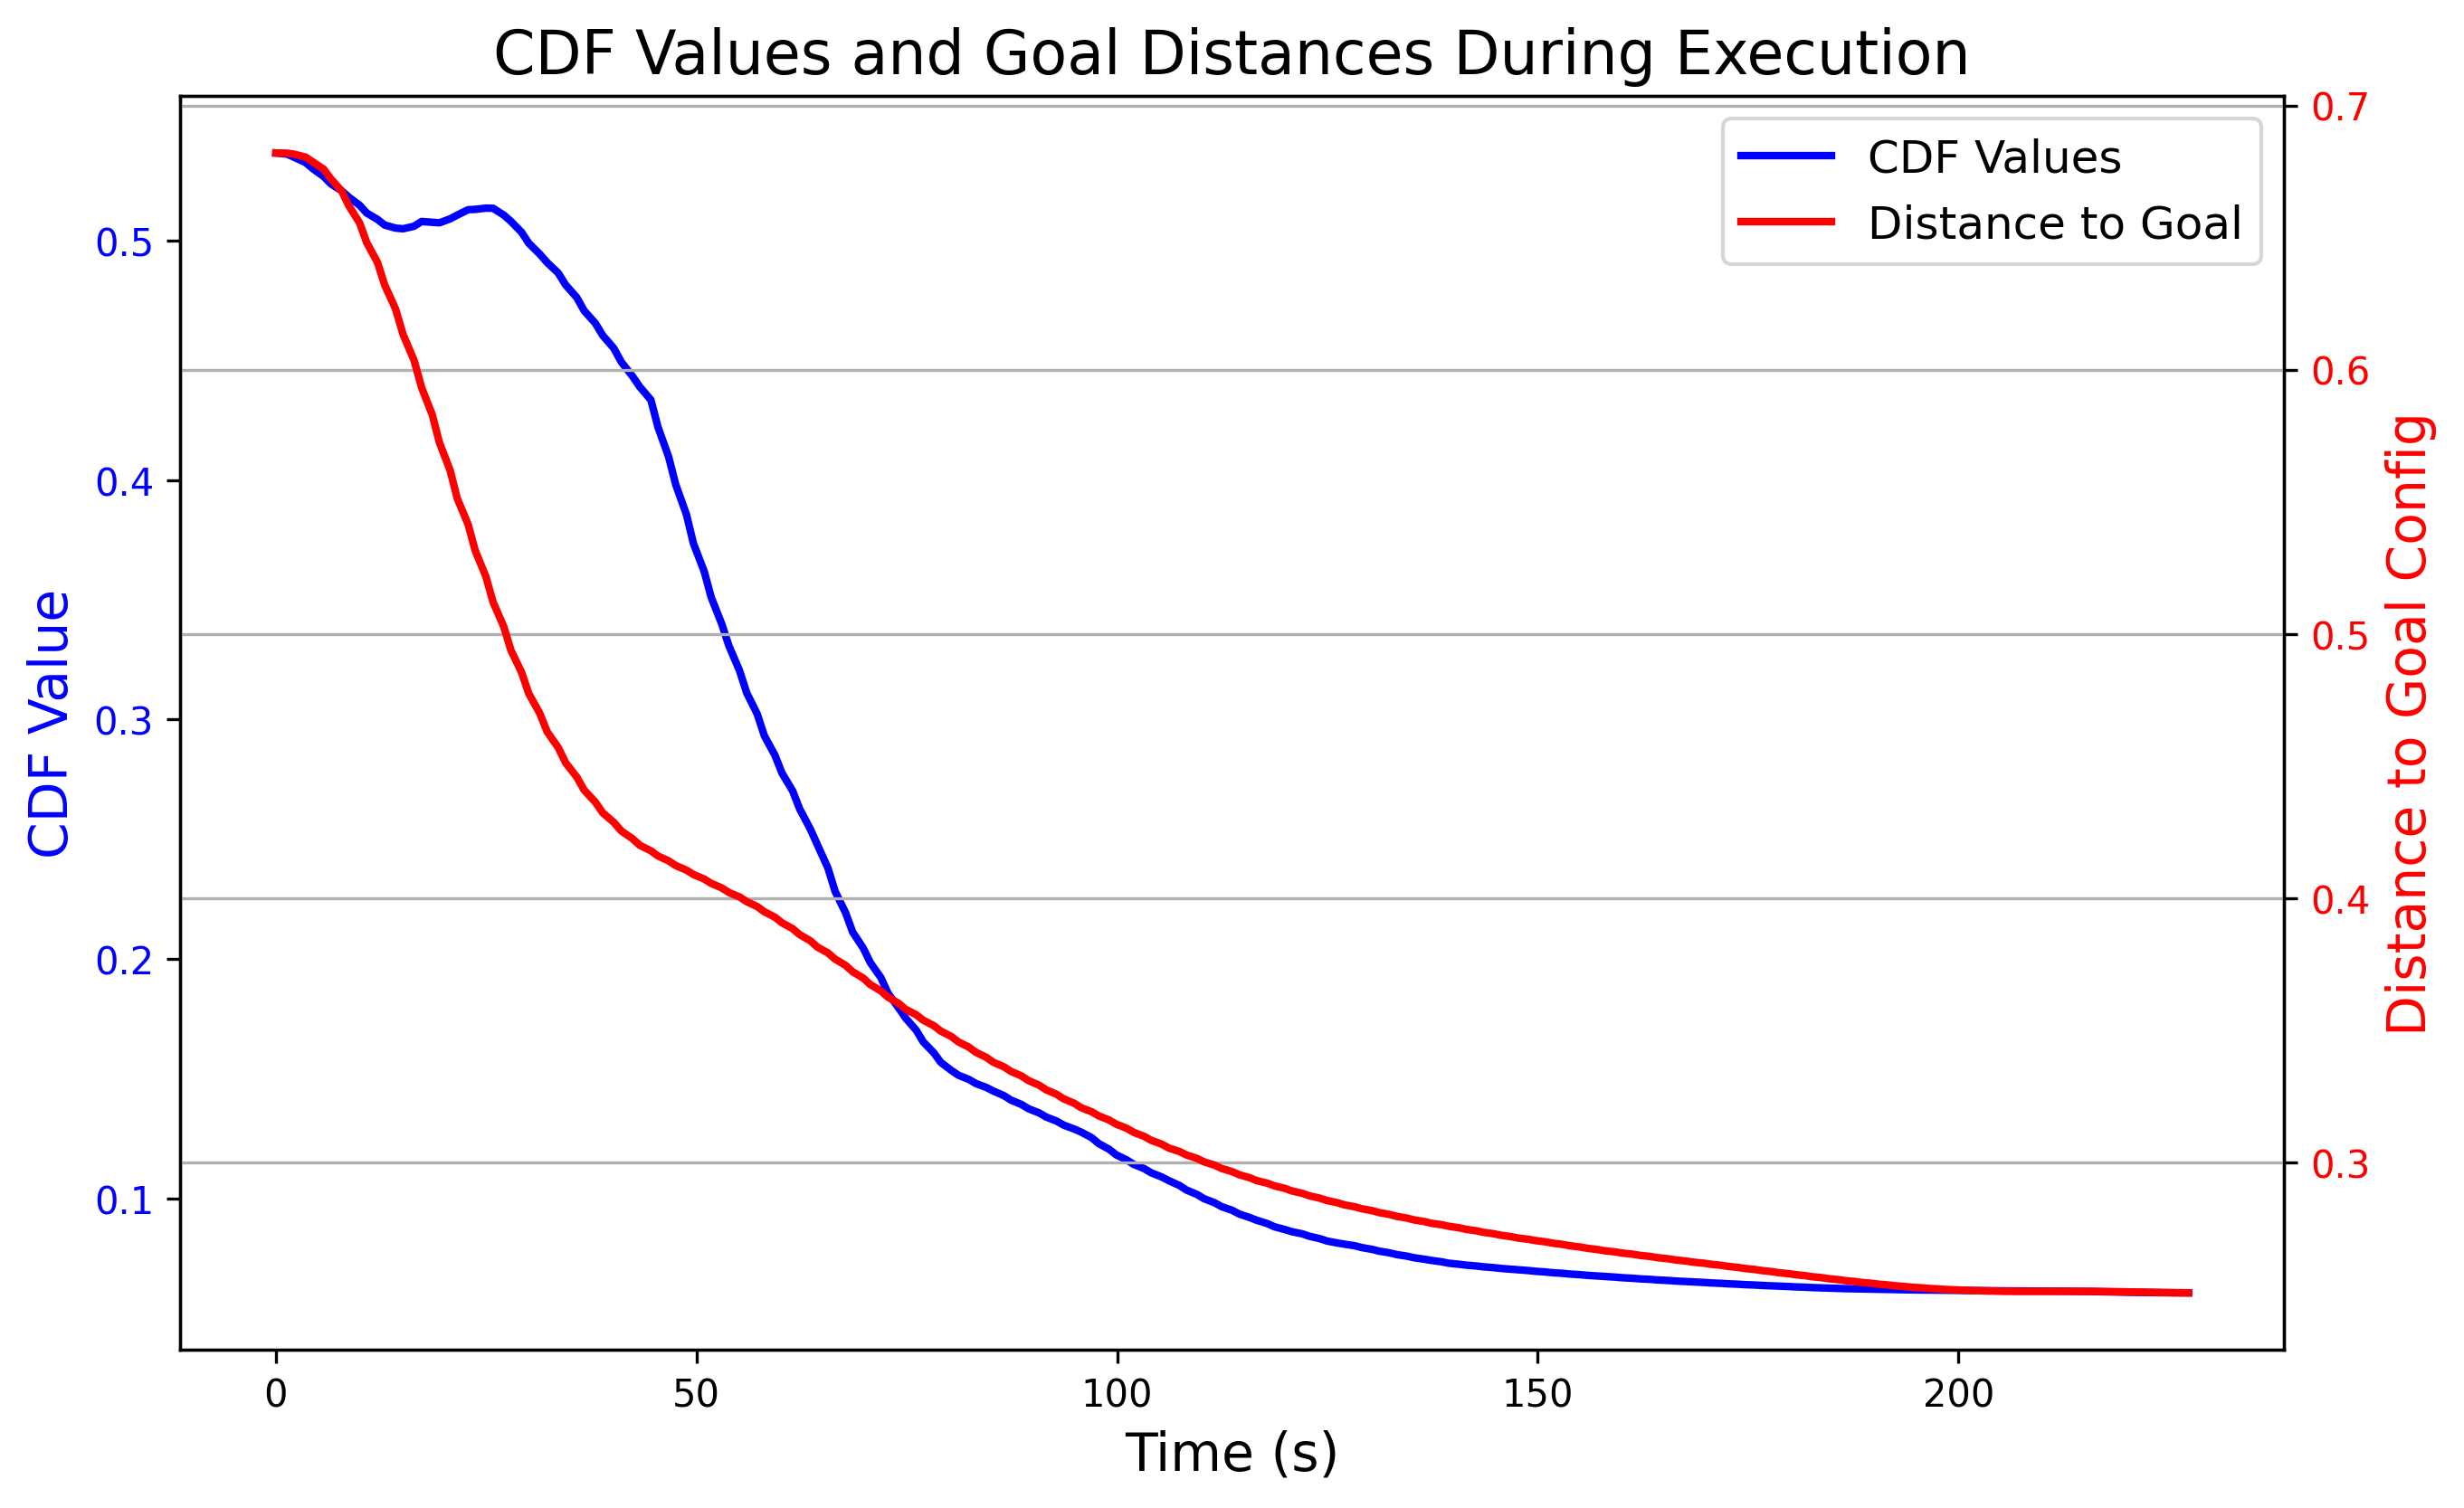 CDF Values and Goal Distances During Execution
CDF Values
Distance to Goal
CDF Value
0.5
0.4
0.3
0.2
0.1
0.7
0.6
0.5
0.4
0.3
Distance to Goal Config
0
50
100
150
200
Time (s)